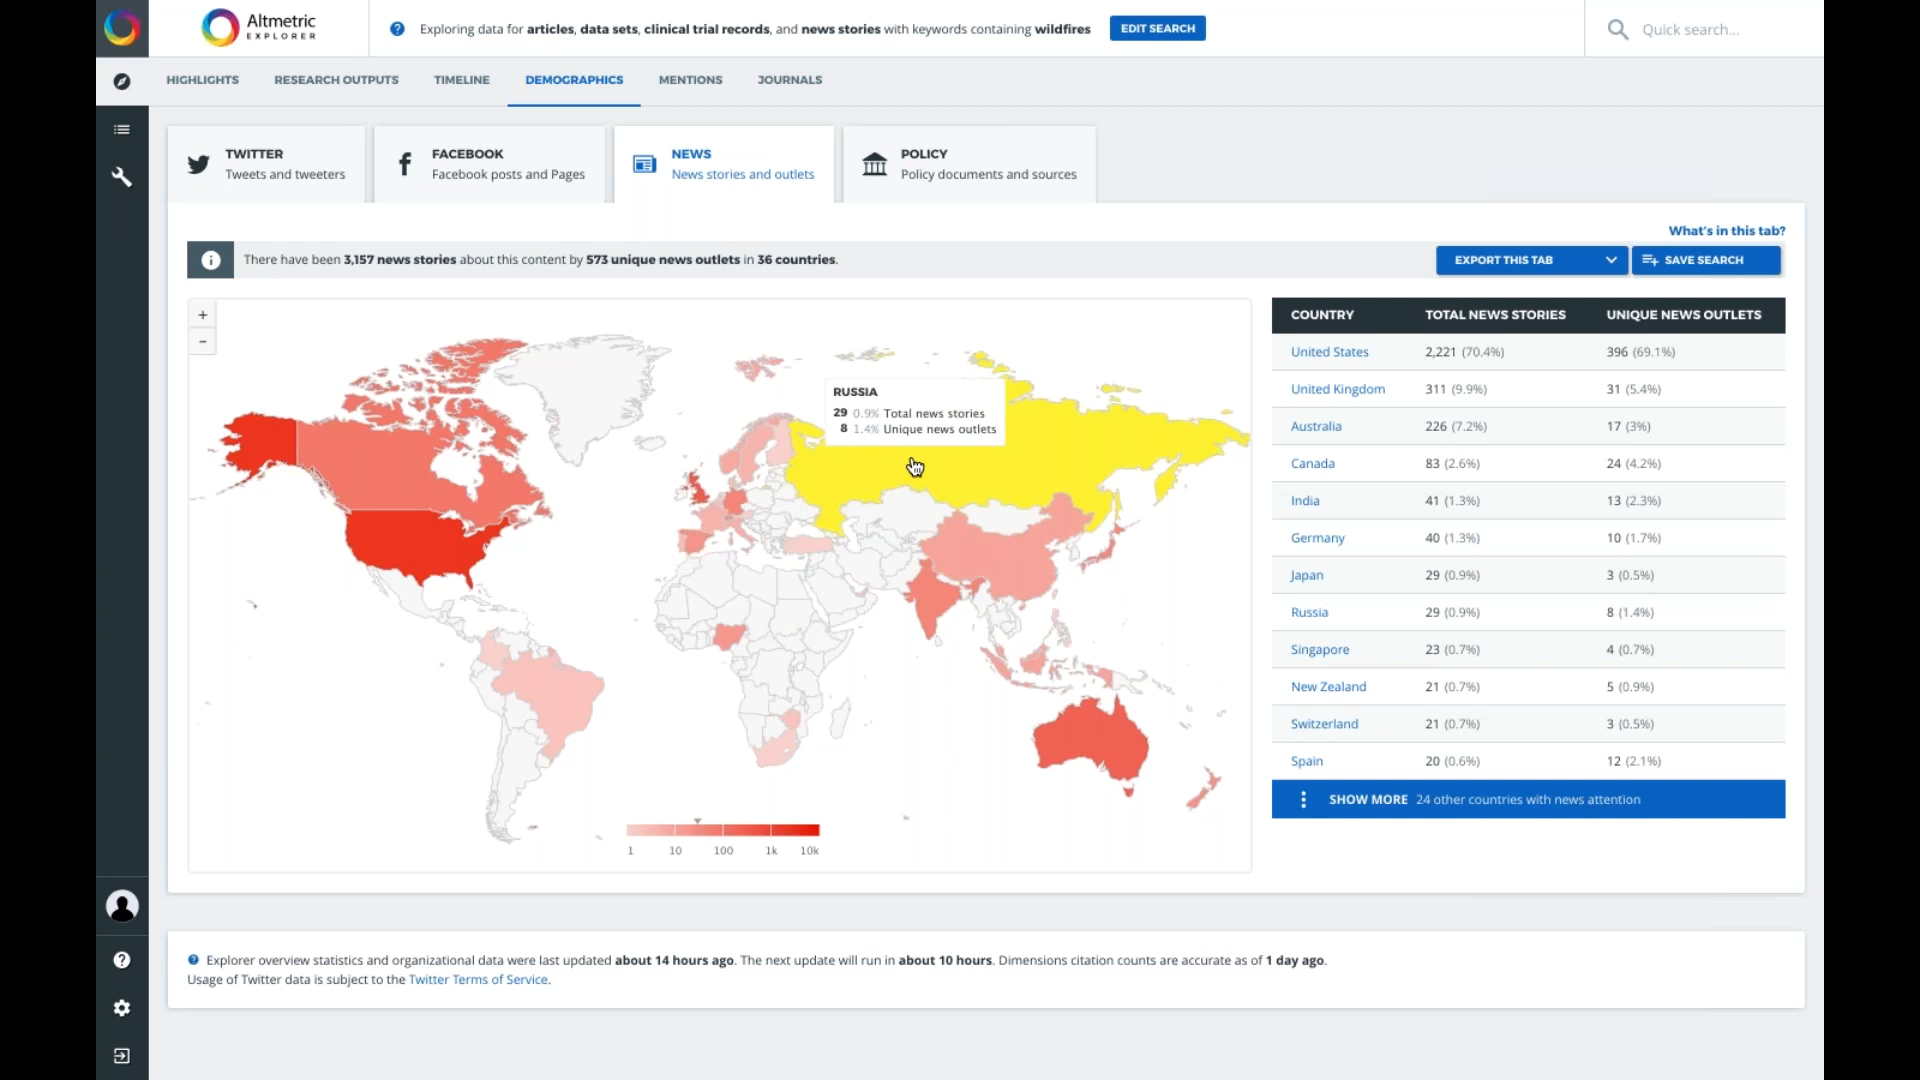 Altmetric
EXPLORER
Exploring data for articles, data sets, clinical trial records, and news stories with keywords containing wildfires
EDIT SEARCH
Quick search...
HIGHLIGHTS
RESEARCH OUTPUTS
TIMELINE
DEMOGRAPHICS
MENTIONS
JOURNALS
TWITTER
Tweets and tweeters
FACEBOOK
Facebook posts and Pages
NEWS
News stories and outlets
POLICY
Policy documents and sources
What's in this tab?
There have been 3,157 news stories about this content by 573 unique news outlets in 36 countries.
EXPORT THIS TAB
SAVE SEARCH
+
-
RUSSIA
29 0.9% Total news stories
8 1.4% Unique news outlets
1 10 100 1k 10k
COUNTRY TOTAL NEWS STORIES UNIQUE NEWS OUTLETS
United States 2,221 (70.4%) 396 (69.1%)
United Kingdom 311 (9.9%) 31 (5.4%)
Australia 226 (7.2%) 17 (3%)
Canada 83 (2.6%) 24 (4.2%)
India 41 (1.3%) 13 (2.3%)
Germany 40 (1.3%) 10 (1.7%)
Japan 29 (0.9%) 3 (0.5%)
Russia 29 (0.9%) 8 (1.4%)
Singapore 23 (0.7%) 4 (0.7%)
New Zealand 21 (0.7%) 5 (0.9%)
Switzerland 21 (0.7%) 3 (0.5%)
Spain 20 (0.6%) 12 (2.1%)
SHOW MORE 24 other countries with news attention
Explorer overview statistics and organizational data were last updated about 14 hours ago. The next update will run in about 10 hours. Dimensions citation counts are accurate as of 1 day ago.
Usage of Twitter data is subject to the Twitter Terms of Service.